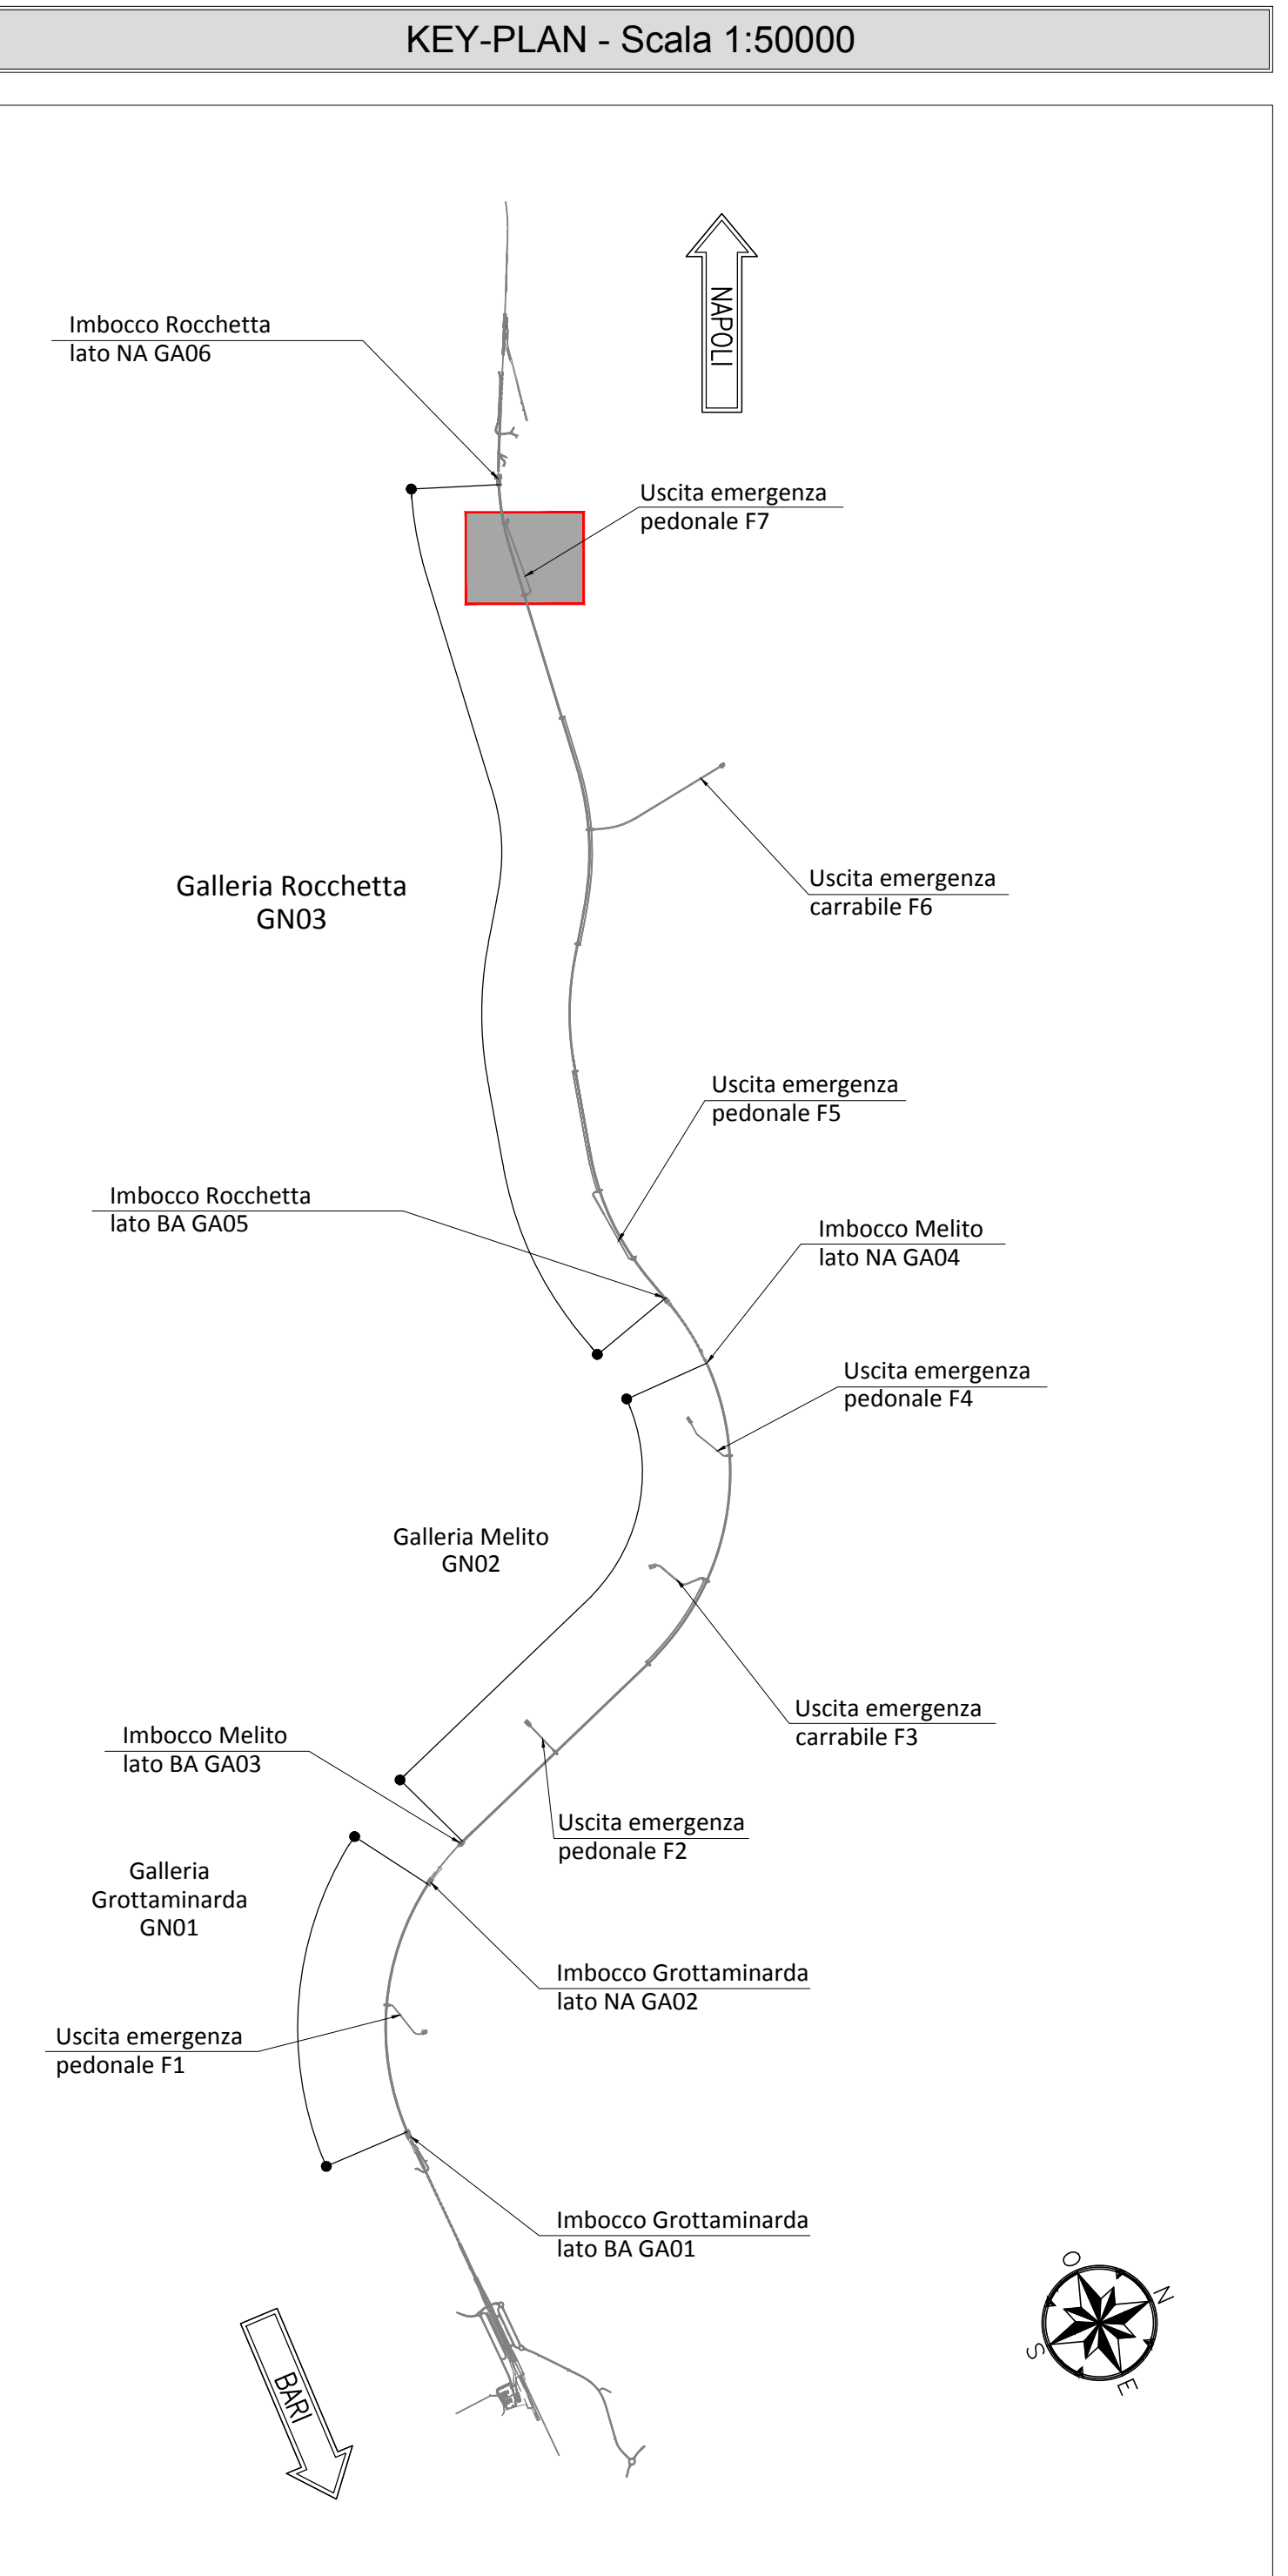 KEY-PLAN - Scala 1:50000
NAPOLI
Imbocco Rocchetta
lato NA GA06
Uscita emergenza
pedonale F7
Uscita emergenza
carrabile F6
Galleria Rocchetta
GN03
Uscita emergenza
pedonale F5
Imbocco Rocchetta
lato BA GA05
Imbocco Melito
lato NA GA04
Uscita emergenza
pedonale F4
Galleria Melito
GN02
Uscita emergenza
carrabile F3
Imbocco Melito
lato BA GA03
Uscita emergenza
pedonale F2
Galleria
Grottaminarda
GN01
Imbocco Grottaminarda
lato NA GA02
Uscita emergenza
pedonale F1
Imbocco Grottaminarda
lato BA GA01
O
N
S
E
BARI